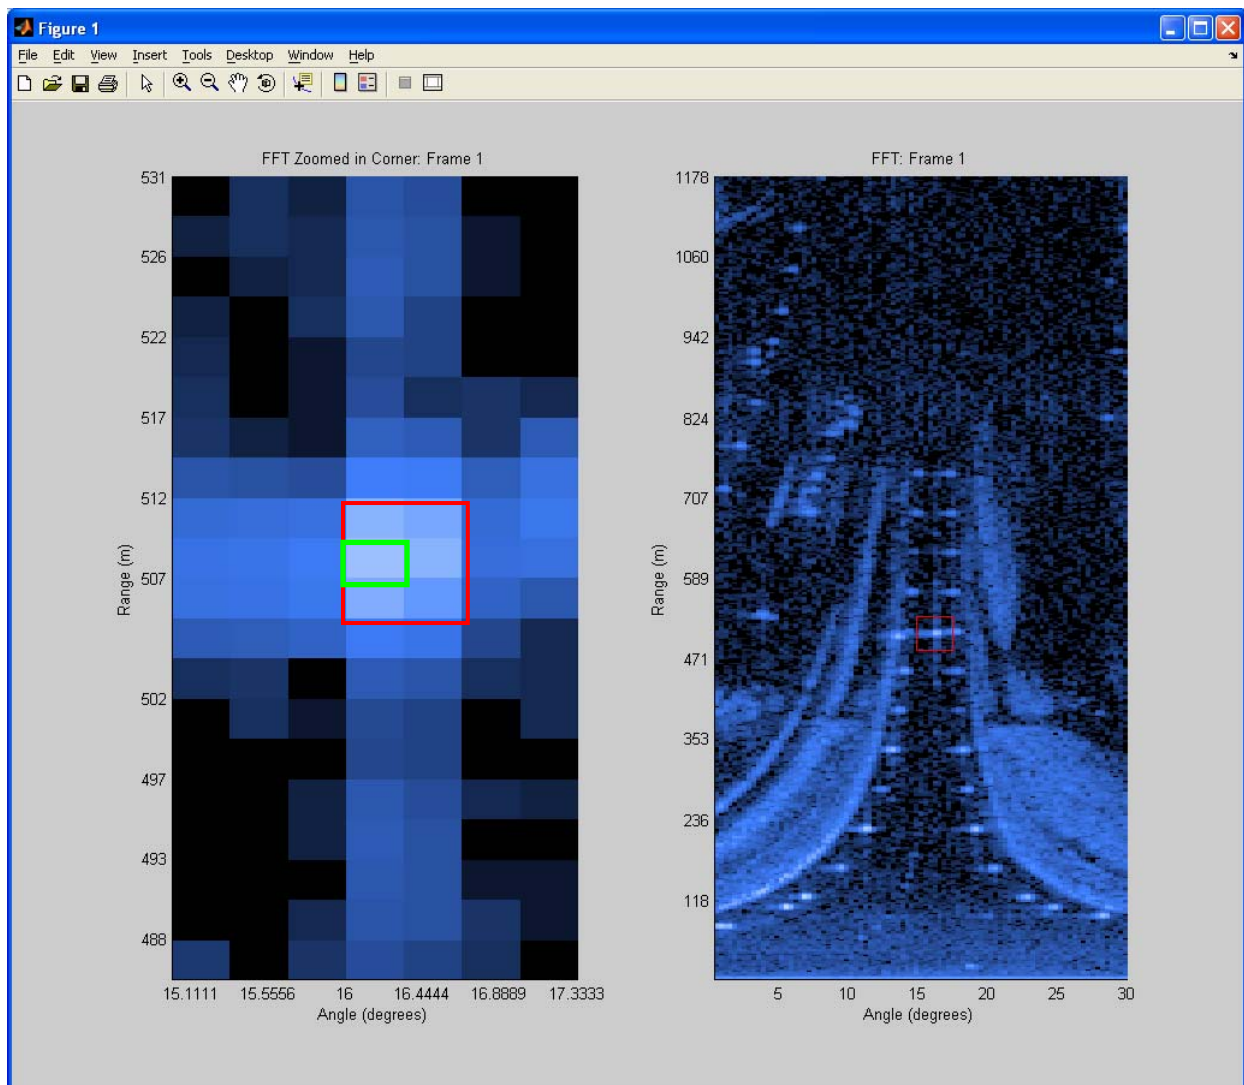 Figure 1
File Edit View Insert Tools Desktop Window Help
FFT Zoomed in Corner: Frame 1
531
526
522
517
512
507
502
497
493
488
Range (m)
15.1111 15.5556 16 16.4444 16.8889 17.3333
Angle (degrees)
FFT: Frame 1
1178
1060
942
824
707
589
471
353
236
118
Range (m)
5 10 15 20 25 30
Angle (degrees)